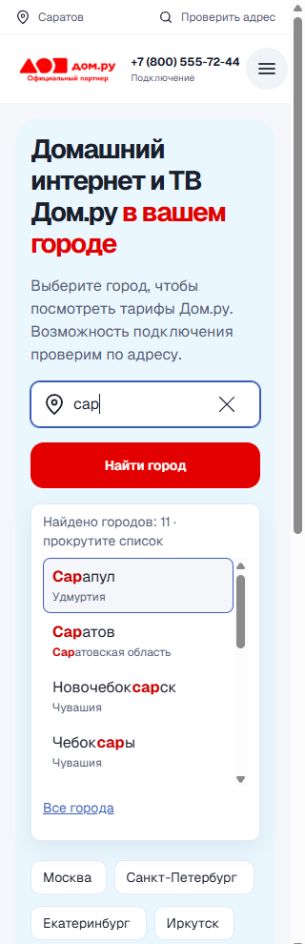 Саратов
Проверить адрес
дом.ру
Официальный партнер
+7 (800) 555-72-44
Подключение
Домашний
интернет и ТВ
Дом.ру в вашем
городе
Выберите город, чтобы
посмотреть тарифы Дом.ру.
Возможность подключения
проверим по адресу.
сар
Найти город
Найдено городов: 11 ·
прокрутите список
Сарапул
Удмуртия
Саратов
Саратовская область
Новочебоксарск
Чувашия
Чебоксары
Чувашия
Все города
Москва
Санкт-Петербург
Екатеринбург
Иркутск